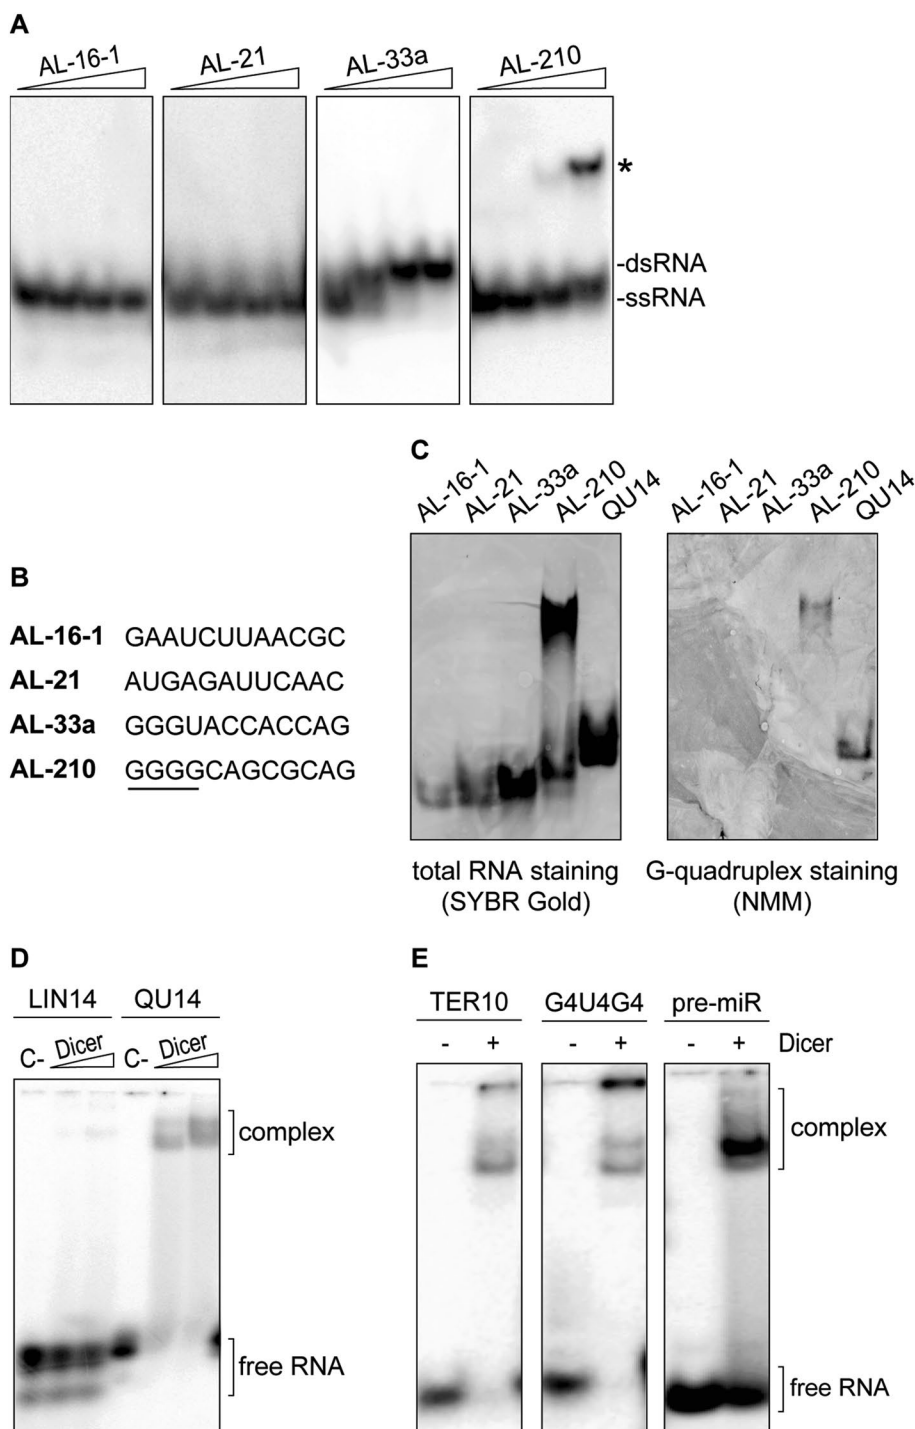 A
AL-16-1 AL-21 AL-33a AL-210
*
-dsRNA
-ssRNA
C
AL-16-1 AL-21 AL-33a AL-210 QU14 AL-16-1 AL-21 AL-33a AL-210 QU14
B
AL-16-1 GAAUCUUAACGC
AL-21 AUGAGAUUCAAC
AL-33a GGGUACCACCAG
AL-210 GGGGCAGCGCAG
total RNA staining
(SYBR Gold)
G-quadruplex staining
(NMM)
D
LIN14 QU14
C- Dicer C- Dicer
complex
free RNA
E
TER10 G4U4G4 pre-miR
- + - + - + Dicer
complex
free RNA